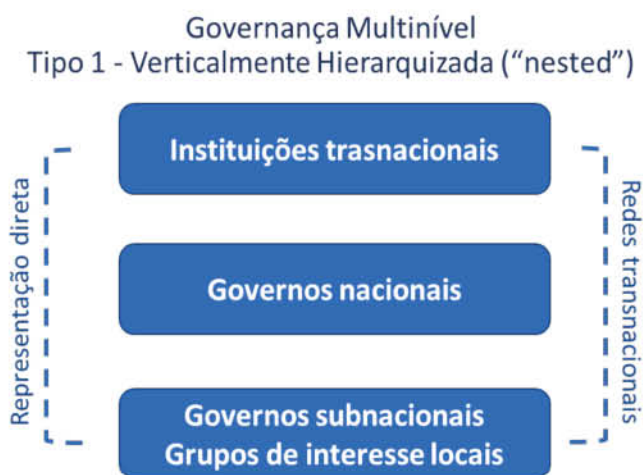 Governança Multinível
Tipo 1 - Verticalmente Hierarquizada (“nested”)
Instituições trasnacionais
Representação direta
Governos nacionais
Redes transnacionais
Governos subnacionais
Grupos de interesse locais